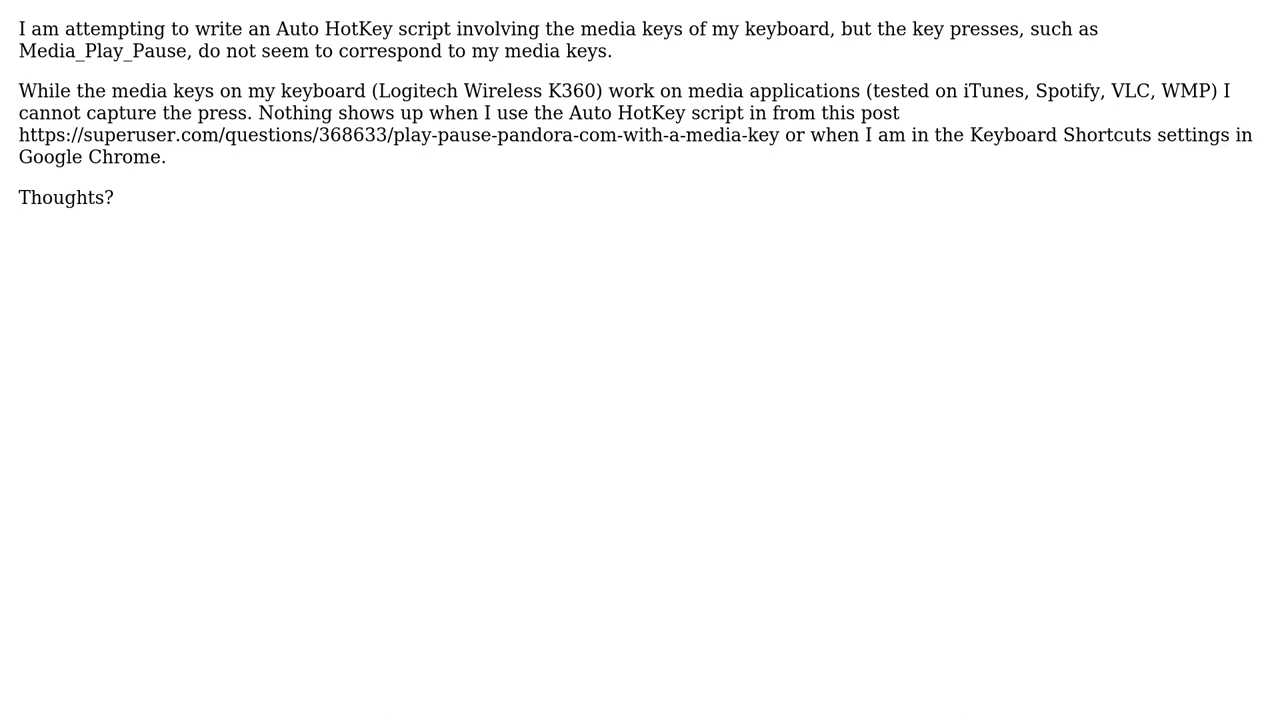 I am attempting to write an Auto HotKey script involving the media keys of my keyboard, but the key presses, such as
Media_Play_Pause, do not seem to correspond to my media keys.
While the media keys on my keyboard (Logitech Wireless K360) work on media applications (tested on iTunes, Spotify, VLC, WMP) I
cannot capture the press. Nothing shows up when I use the Auto HotKey script in from this post
https://superuser.com/questions/368633/play-pause-pandora-com-with-a-media-key or when I am in the Keyboard Shortcuts settings in
Google Chrome.
Thoughts?